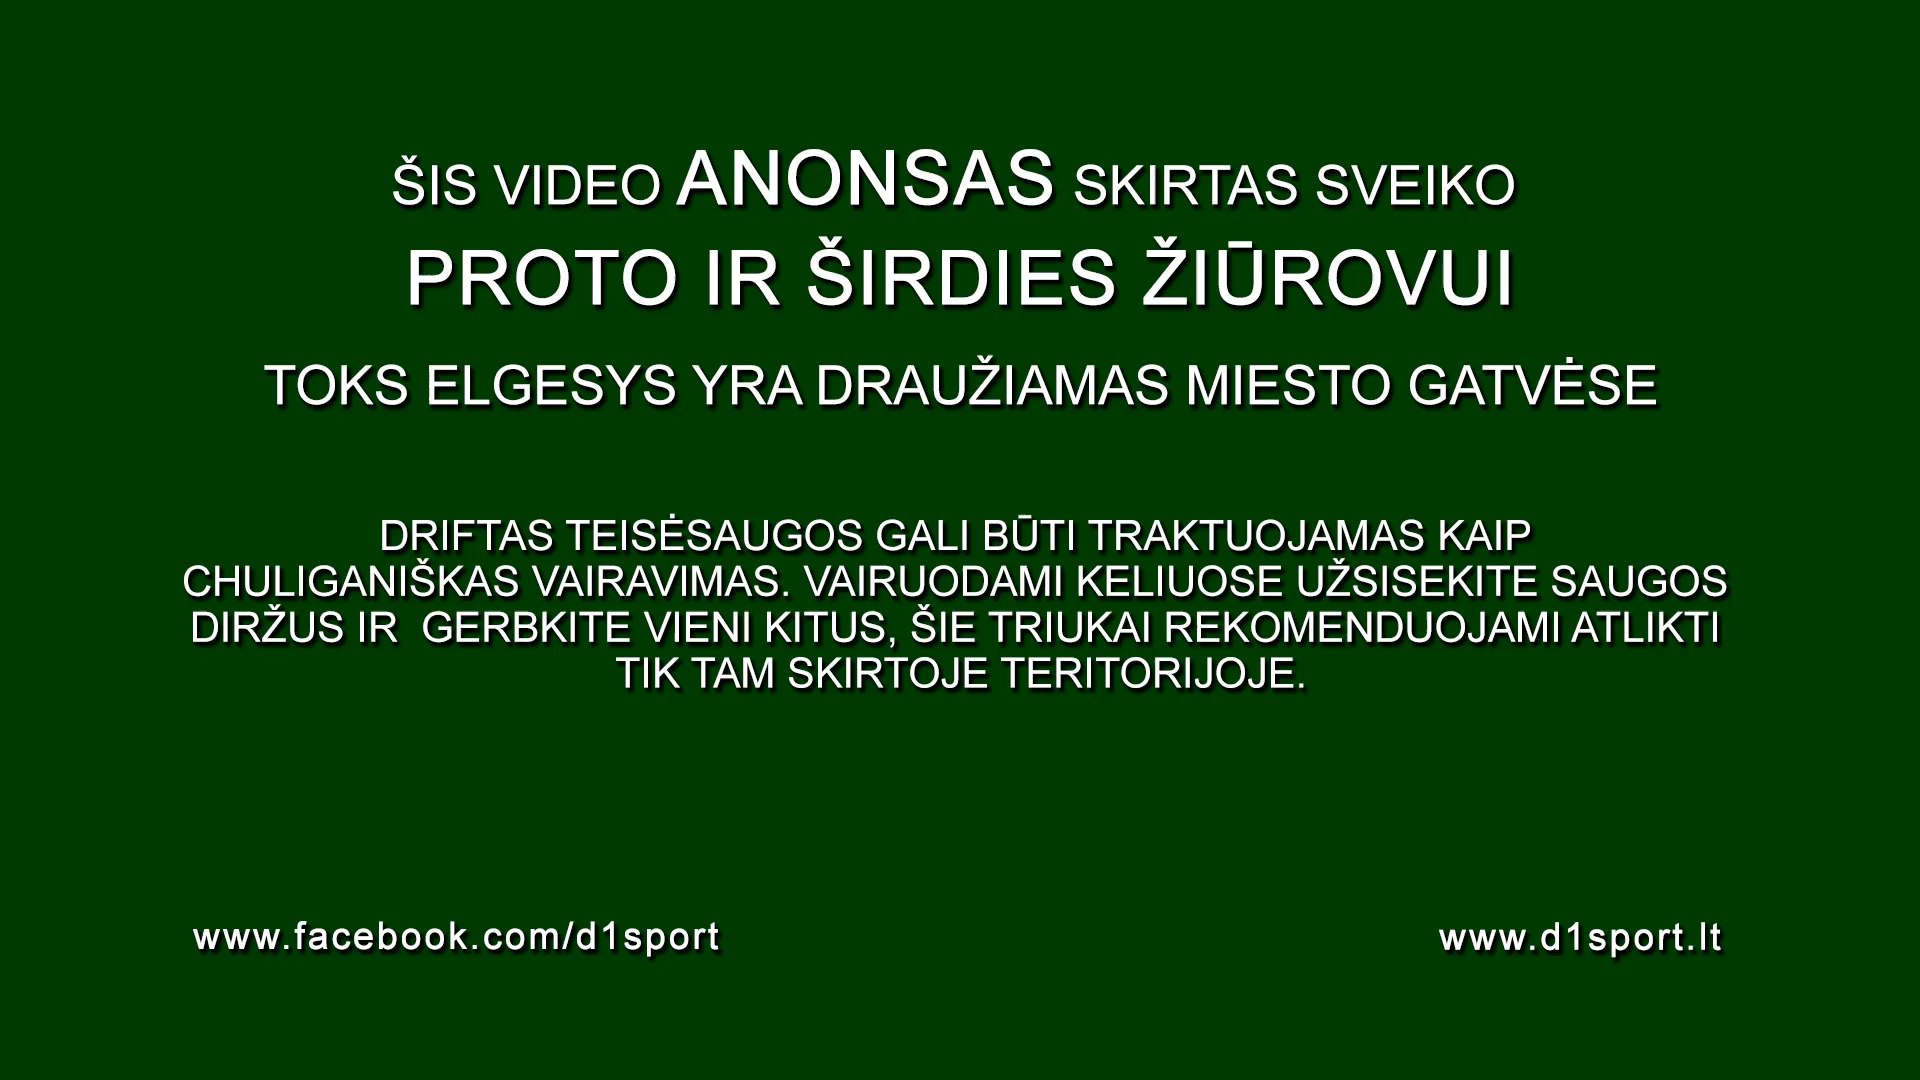 ŠIS VIDEO ANONSAS SKIRTAS SVEIKO
PROTO IR ŠIRDIES ŽIŪROVUI
TOKS ELGESYS YRA DRAUŽIAMAS MIESTO GATVĖSE
DRIFTAS TEISĖSAUGOS GALI BŪTI TRAKTUOJAMAS KAIP
CHULIGANIŠKAS VAIRAVIMAS. VAIRUODAMI KELIUOSE UŽSISEKITE SAUGOS
DIRŽUS IR  GERBKITE VIENI KITUS, ŠIE TRIUKAI REKOMENDUOJAMI ATLIKTI
TIK TAM SKIRTOJE TERITORIJOJE.
www.facebook.com/d1sport
www.d1sport.lt